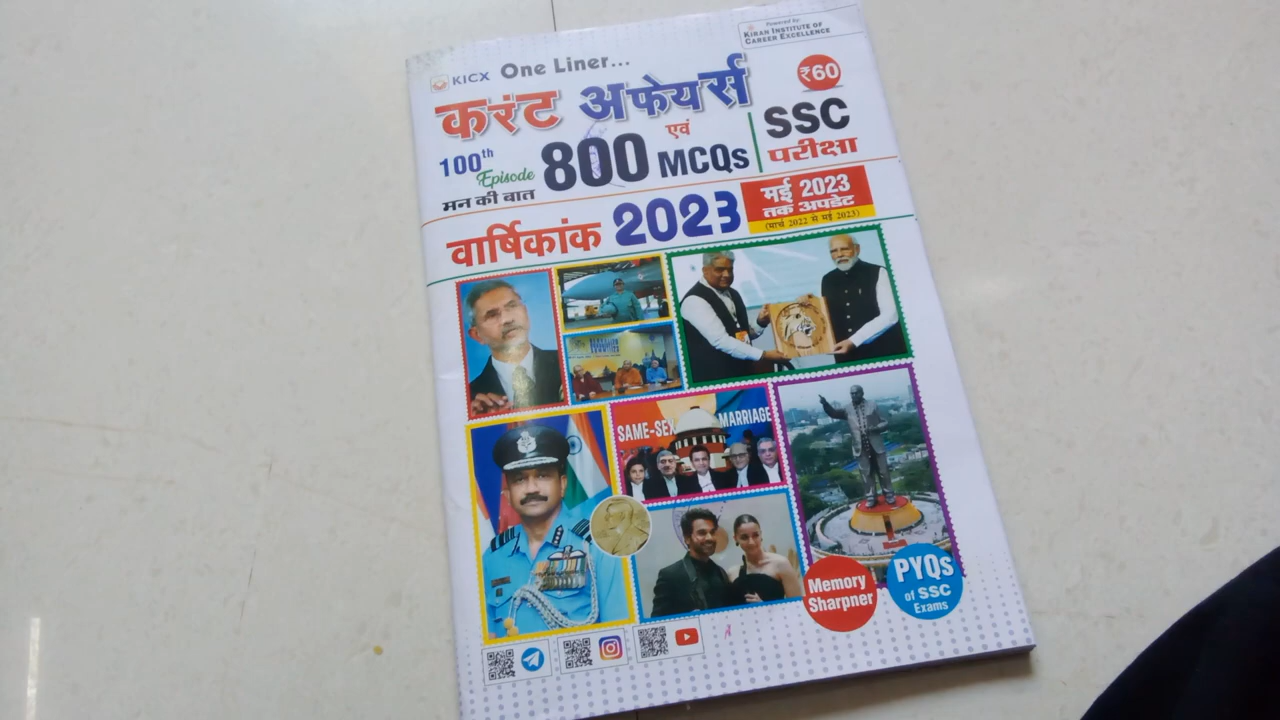 Powered by:
KIRAN INSTITUTE OF
CAREER EXCELLENCE
KICX One Liner...
₹60
करंट अफेयर्स
एवं
SSC
परीक्षा
100th
Episode
मन की बात
800 MCQs
वार्षिकांक 2023
मई 2023
तक अपडेट
(मार्च 2022 से मई 2023)
SAME-SEX MARRIAGE
Memory
Sharpner
PYQs
of SSC
Exams